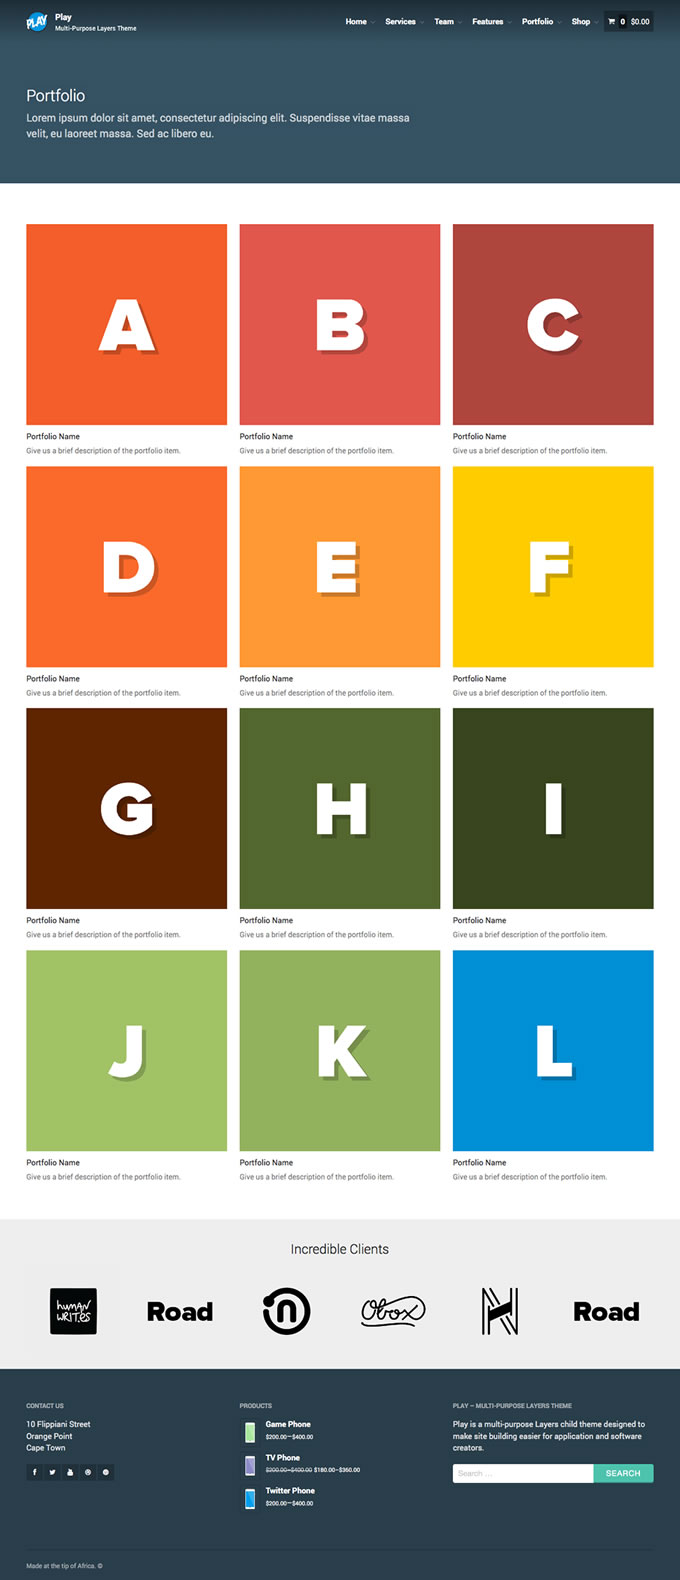 PLAY
Play
Multi-Purpose Layers Theme
Home
Services
Team
Features
Portfolio
Shop
0 $0.00
Portfolio
Lorem ipsum dolor sit amet, consectetur adipiscing elit. Suspendisse vitae massa
velit, eu laoreet massa. Sed ac libero eu.
A
B
C
Portfolio Name
Give us a brief description of the portfolio item.
Portfolio Name
Give us a brief description of the portfolio item.
Portfolio Name
Give us a brief description of the portfolio item.
D
E
F
Portfolio Name
Give us a brief description of the portfolio item.
Portfolio Name
Give us a brief description of the portfolio item.
Portfolio Name
Give us a brief description of the portfolio item.
G
H
I
Portfolio Name
Give us a brief description of the portfolio item.
Portfolio Name
Give us a brief description of the portfolio item.
Portfolio Name
Give us a brief description of the portfolio item.
J
K
L
Portfolio Name
Give us a brief description of the portfolio item.
Portfolio Name
Give us a brief description of the portfolio item.
Portfolio Name
Give us a brief description of the portfolio item.
Incredible Clients
human
writ.es
Road
n
Obox
N
Road
CONTACT US
10 Flippiani Street
Orange Point
Cape Town
PRODUCTS
Game Phone
$200.00–$400.00
TV Phone
$200.00–$400.00 $180.00–$360.00
Twitter Phone
$200.00–$400.00
PLAY – MULTI-PURPOSE LAYERS THEME
Play is a multi-purpose Layers child theme designed to
make site building easier for application and software
creators.
Search …
SEARCH
Made at the tip of Africa. ©